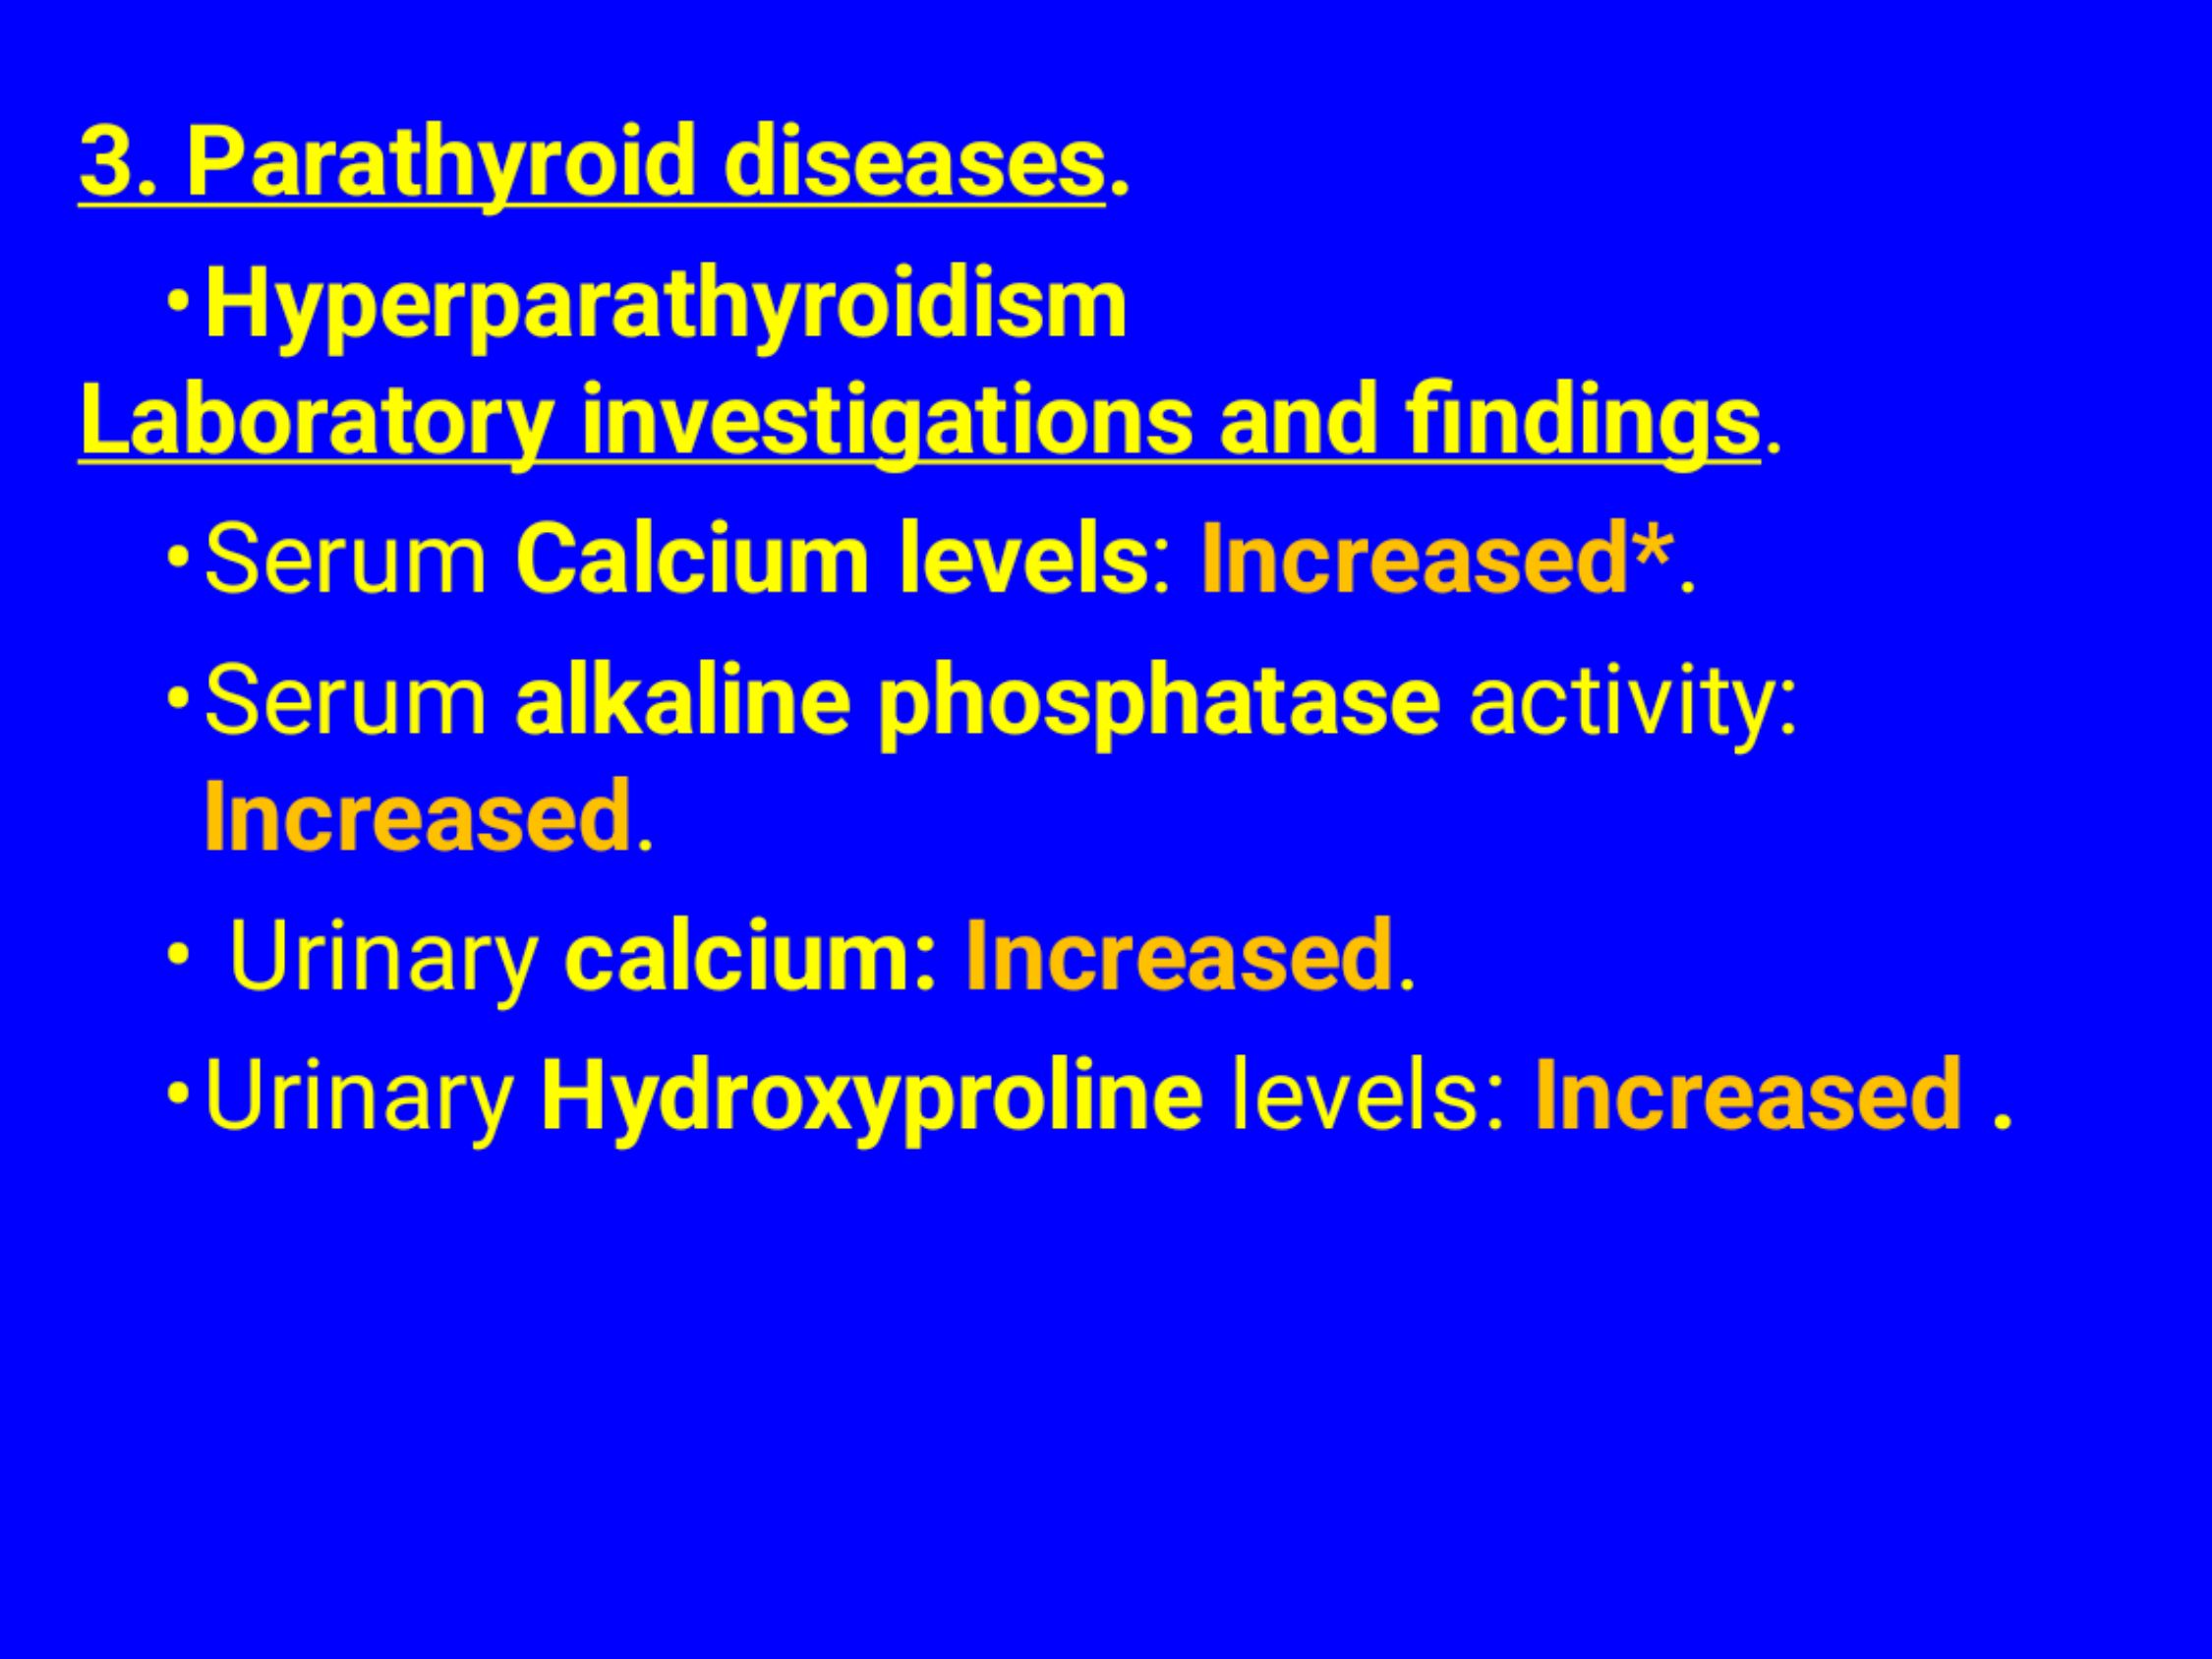 3. Parathyroid diseases.
•Hyperparathyroidism
Laboratory investigations and findings.
•Serum Calcium levels: Increased*.
•Serum alkaline phosphatase activity:
Increased.
• Urinary calcium: Increased.
•Urinary Hydroxyproline levels: Increased .